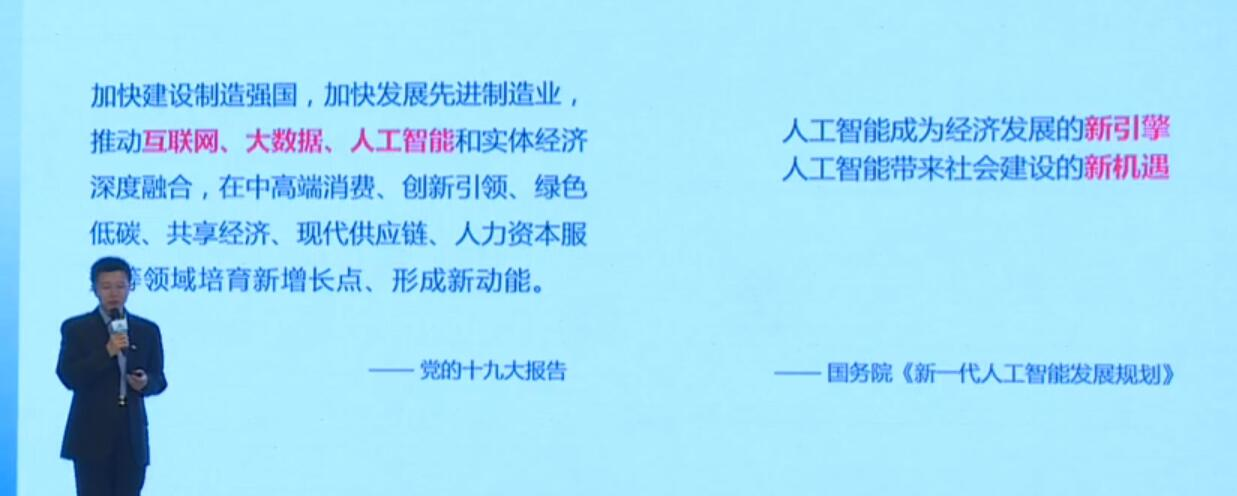 加快建设制造强国，加快发展先进制造业，
推动互联网、大数据、人工智能和实体经济
深度融合，在中高端消费、创新引领、绿色
低碳、共享经济、现代供应链、人力资本服
等领域培育新增长点、形成新动能。
—— 党的十九大报告
人工智能成为经济发展的新引擎
人工智能带来社会建设的新机遇
—— 国务院《新一代人工智能发展规划》